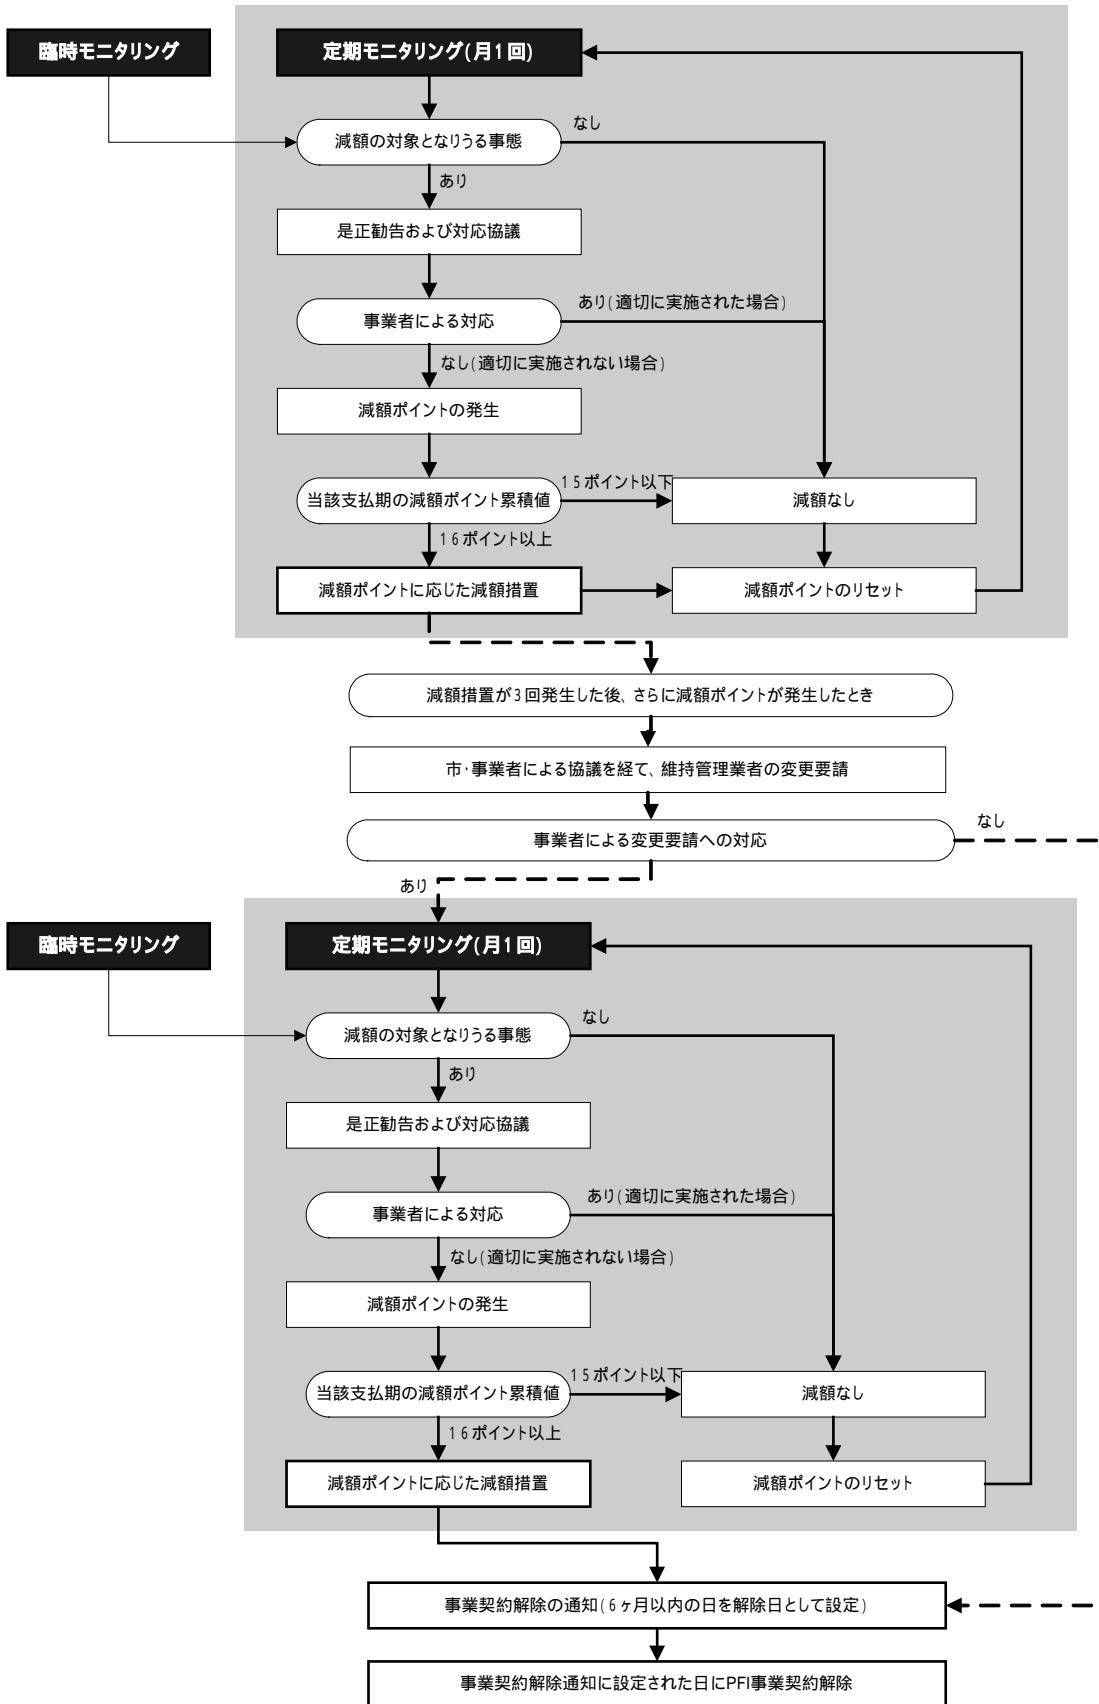 臨時モニタリング
定期モニタリング(月1回)
減額の対象となりうる事態
なし
あり
是正勧告および対応協議
事業者による対応
あり(適切に実施された場合)
なし(適切に実施されない場合)
減額ポイントの発生
当該支払期の減額ポイント累積値
15ポイント以下
減額なし
16ポイント以上
減額ポイントに応じた減額措置
減額ポイントのリセット
減額措置が3回発生した後、さらに減額ポイントが発生したとき
市・事業者による協議を経て、維持管理業者の変更要請
事業者による変更要請への対応
なし
あり
臨時モニタリング
定期モニタリング(月1回)
減額の対象となりうる事態
なし
あり
是正勧告および対応協議
事業者による対応
あり(適切に実施された場合)
なし(適切に実施されない場合)
減額ポイントの発生
当該支払期の減額ポイント累積値
15ポイント以下
減額なし
16ポイント以上
減額ポイントに応じた減額措置
減額ポイントのリセット
事業契約解除の通知(6ヶ月以内の日を解除日として設定)
事業契約解除通知に設定された日にPFI事業契約解除